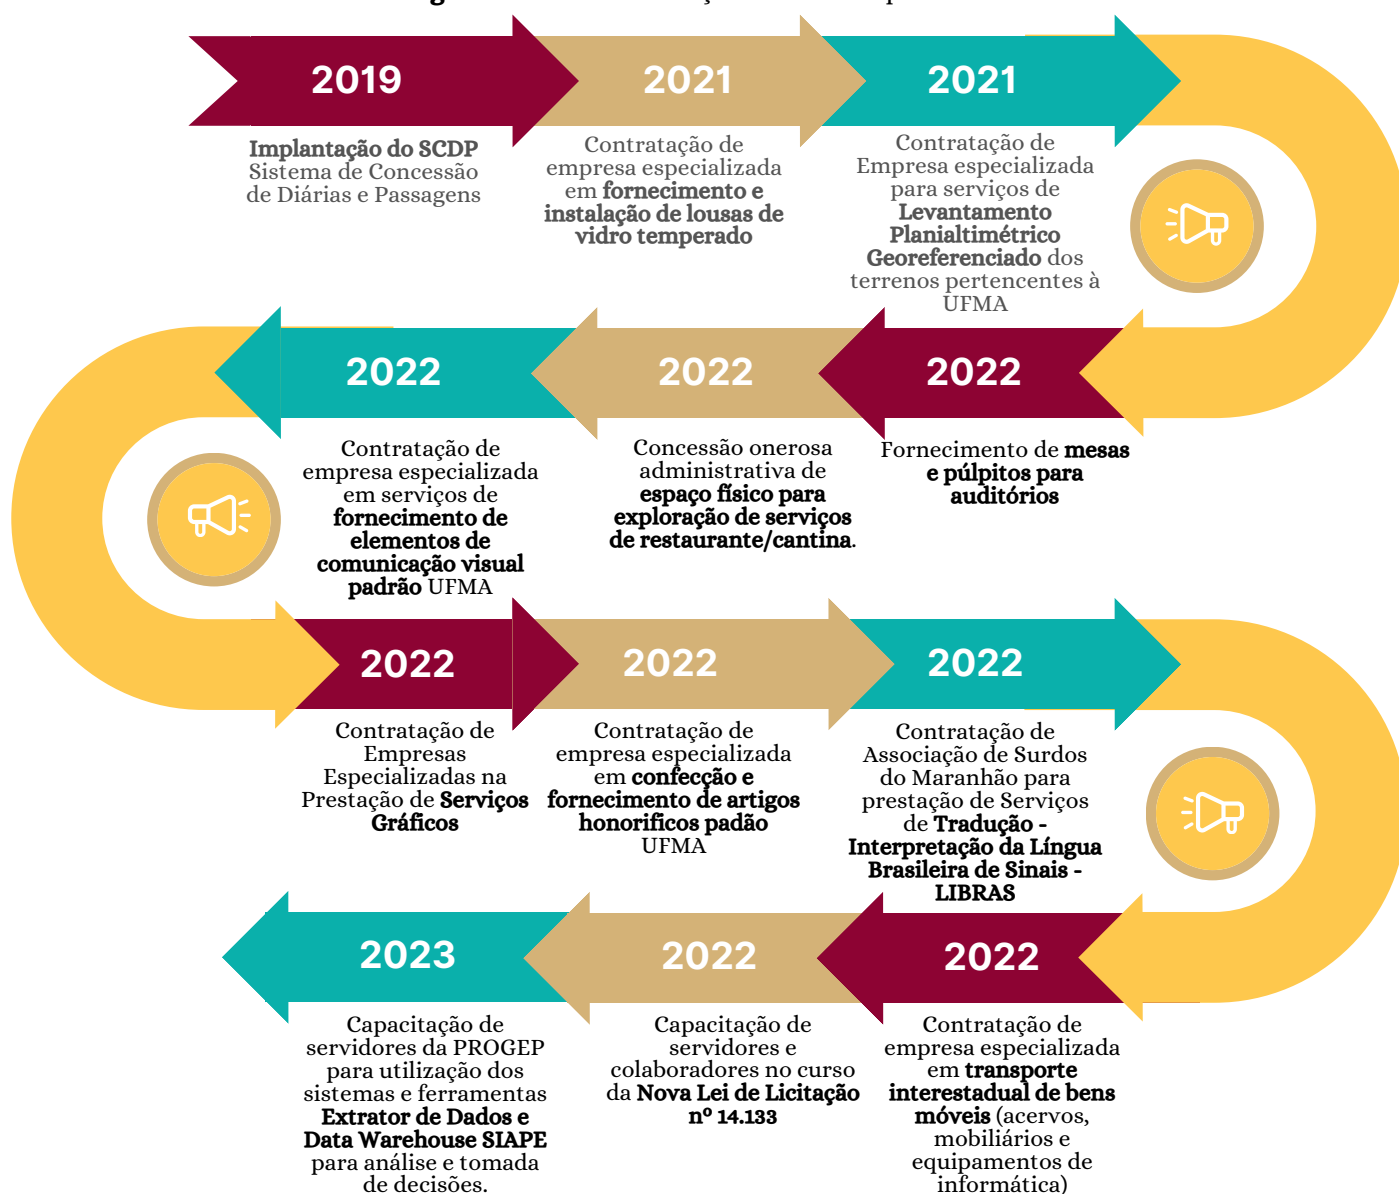 2019
Implantação do SCDP
Sistema de Concessão
de Diárias e Passagens
2021
Contratação de
empresa especializada
em fornecimento e
instalação de lousas de
vidro temperado
2021
Contratação de
Empresa especializada
para serviços de
Levantamento
Planialtimétrico
Georeferenciado dos
terrenos pertencentes à
UFMA
2022
Fornecimento de mesas
e púlpitos para
auditórios
2022
Concessão onerosa
administrativa de
espaço físico para
exploração de serviços
de restaurante/cantina.
2022
Contratação de
empresa especializada
em serviços de
fornecimento de
elementos de
comunicação visual
padrão UFMA
2022
Contratação de
Empresas
Especializadas na
Prestação de Serviços
Gráficos
2022
Contratação de
empresa especializada
em confecção e
fornecimento de artigos
honoríficos padão
UFMA
2022
Contratação de
Associação de Surdos
do Maranhão para
prestação de Serviços
de Tradução -
Interpretação da Língua
Brasileira de Sinais -
LIBRAS
2022
Contratação de
empresa especializada
em transporte
interestadual de bens
móveis (acervos,
mobiliários e
equipamentos de
informática)
2022
Capacitação de
servidores e
colaboradores no curso
da Nova Lei de Licitação
nº 14.133
2023
Capacitação de
servidores da PROGEP
para utilização dos
sistemas e ferramentas
Extrator de Dados e
Data Warehouse SIAPE
para análise e tomada
de decisões.